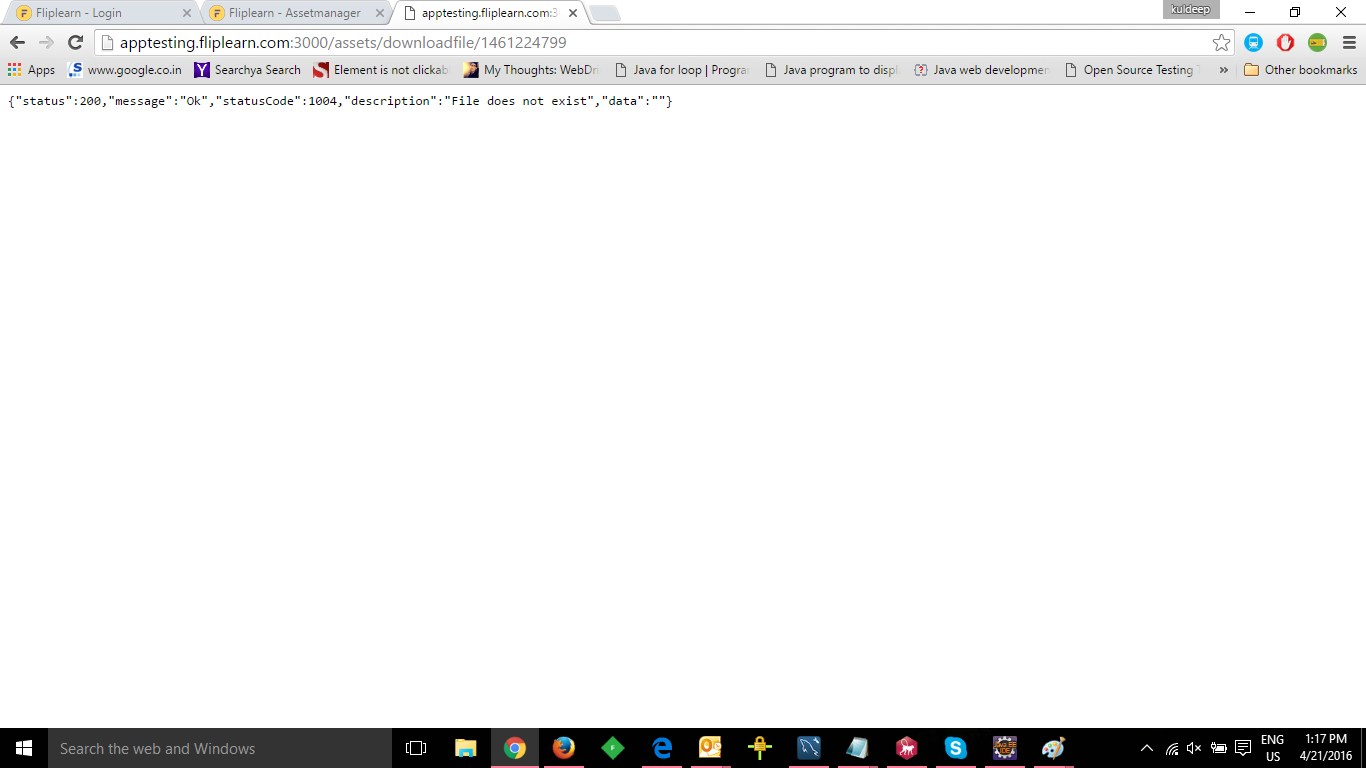 Fliplearn - Login
Fliplearn - Assetmanager
apptesting.fliplearn.com:3
kuldeep
apptesting.fliplearn.com:3000/assets/downloadfile/1461224799
Apps
www.google.co.in
Searchya Search
Element is not clickab
My Thoughts: WebDri
Java for loop | Progra
Java program to displ
Java web developmen
Open Source Testing T
»
Other bookmarks
{"status":200,"message":"Ok","statusCode":1004,"description":"File does not exist","data":""}
Search the web and Windows
ENG
US
1:17 PM
4/21/2016